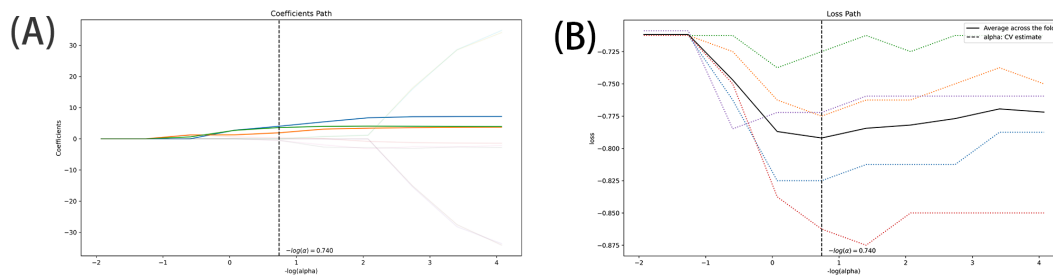 (A)
Coefficients Path
30
20
10
0
−10
−20
−30
Coefficients
−2
−1
0
1
2
3
4
−log(α) = 0.740
-log(alpha)
(B)
Loss Path
Average across the fold
alpha: CV estimate
−0.725
−0.750
−0.775
−0.800
−0.825
−0.850
−0.875
loss
−2
−1
0
1
2
3
4
−log(α) = 0.740
-log(alpha)